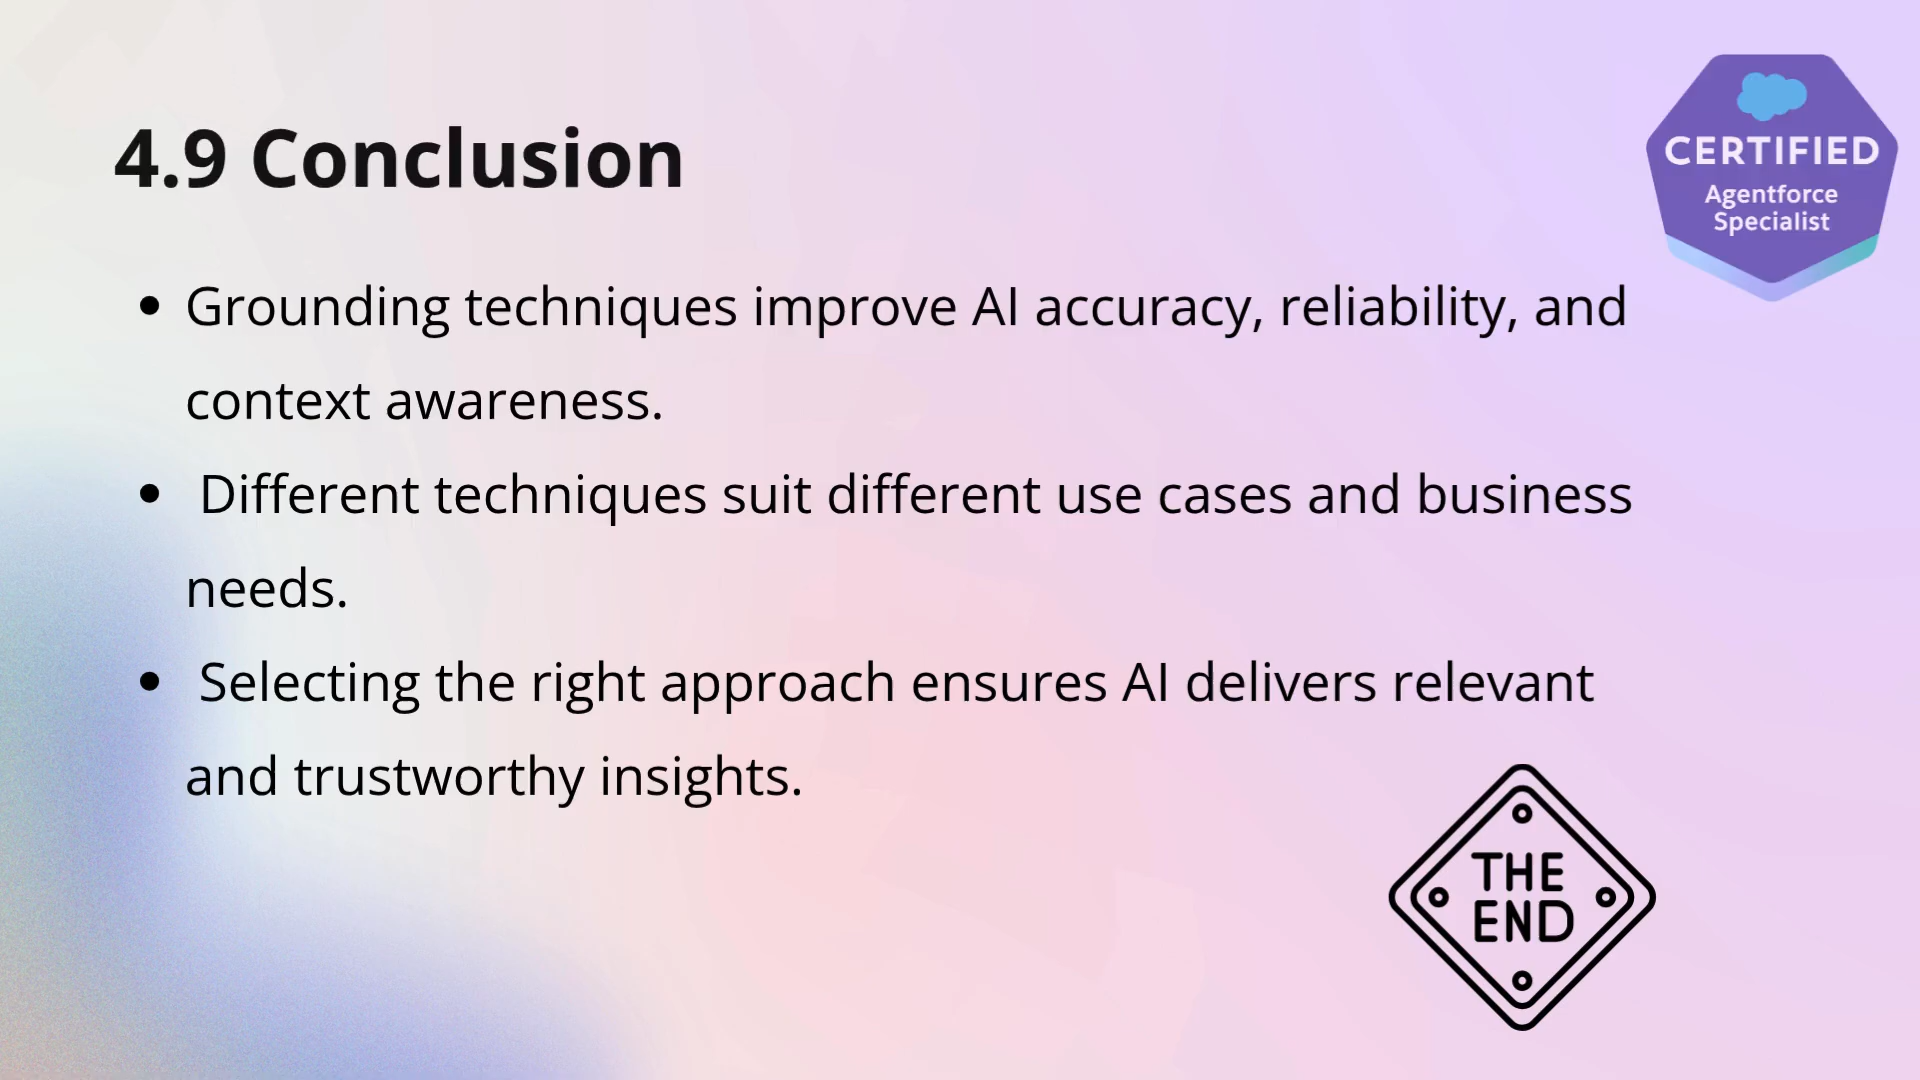 4.9 Conclusion
CERTIFIED
Agentforce
Specialist
• Grounding techniques improve AI accuracy, reliability, and
context awareness.
• Different techniques suit different use cases and business
needs.
• Selecting the right approach ensures AI delivers relevant
and trustworthy insights.
THE
END